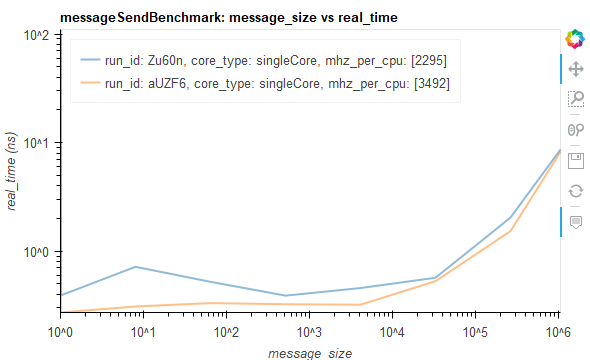 messageSendBenchmark: message_size vs real_time
run_id: Zu60n, core_type: singleCore, mhz_per_cpu: [2295]
run_id: aUZF6, core_type: singleCore, mhz_per_cpu: [3492]
10^2
10^1
10^0
real_time (ns)
10^0 10^1 10^2 10^3 10^4 10^5 10^6
message_size